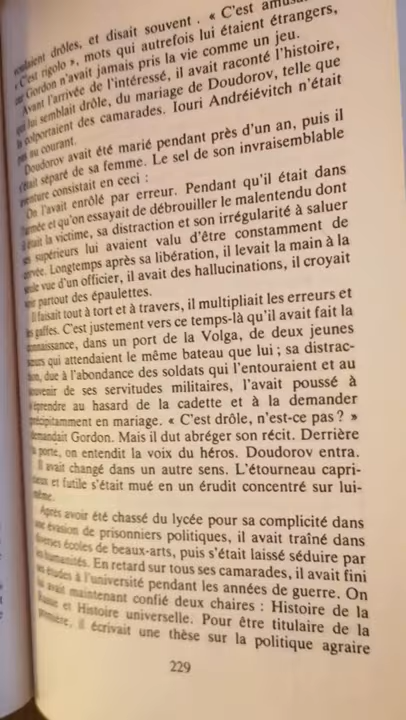 drôles, et disait souvent : « C'est
« C'est rigolo », mots qui autrefois lui étaient étrangers,
car Gordon n'avait jamais pris la vie comme un jeu.
Avant l'arrivée de l'intéressé, il avait raconté l'histoire,
qui lui semblait drôle, du mariage de Doudorov, telle que
la colportaient des camarades. Iouri Andréiévitch n'était
pas au courant.
Doudorov avait été marié pendant près d'un an, puis il
s'était séparé de sa femme. Le sel de son invraisemblable
aventure consistait en ceci :
On l'avait enrôlé par erreur. Pendant qu'il était dans
l'armée et qu'on essayait de débrouiller le malentendu dont
il était la victime, sa distraction et son irrégularité à saluer
ses supérieurs lui avaient valu d'être constamment de
corvée. Longtemps après sa libération, il levait la main à la
seule vue d'un officier, il avait des hallucinations, il croyait
voir partout des épaulettes.
Il faisait tout à tort et à travers, il multipliait les erreurs et
les gaffes. C'est justement vers ce temps-là qu'il avait fait la
connaissance, dans un port de la Volga, de deux jeunes
sœurs qui attendaient le même bateau que lui ; sa distrac-
tion, due à l'abondance des soldats qui l'entouraient et au
souvenir de ses servitudes militaires, l'avait poussé à
s'éprendre au hasard de la cadette et à la demander
précipitamment en mariage. « C'est drôle, n'est-ce pas ? »
demandait Gordon. Mais il dut abréger son récit. Derrière
la porte, on entendit la voix du héros. Doudorov entra.
Il avait changé dans un autre sens. L'étourneau capri-
cieux et futile s'était mué en un érudit concentré sur lui-
même.
Après avoir été chassé du lycée pour sa complicité dans
une évasion de prisonniers politiques, il avait traîné dans
diverses écoles de beaux-arts, puis s'était laissé séduire par
les humanités. En retard sur tous ses camarades, il avait fini
ses études à l'université pendant les années de guerre. On
lui avait maintenant confié deux chaires : Histoire de la
Russie et Histoire universelle. Pour être titulaire de la
première, il écrivait une thèse sur la politique agraire
229